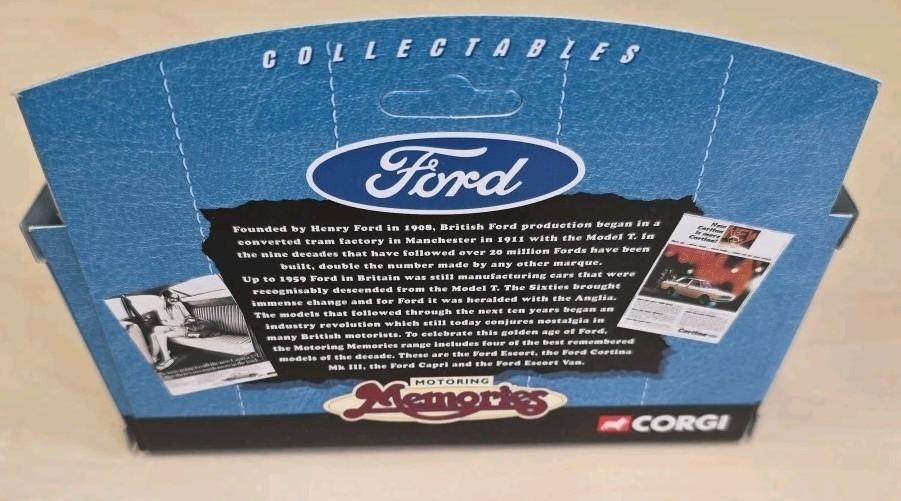 COLLECTABLES
Ford
Founded by Henry Ford in 1908, British Ford production began in a
converted tram factory in Manchester in 1911 with the Model T. In
the nine decades that have followed over 20 million Fords have been
built, double the number made by any other marque.
Up to 1959 Ford in Britain was still manufacturing cars that were
recognisably descended from the Model T. The Sixties brought
immense change and for Ford it was heralded with the Anglia.
The models that followed through the next ten years began an
industry revolution which still today conjures nostalgia in
many British motorists. To celebrate this golden age of Ford,
the Motoring Memories range includes four of the best remembered
models of the decade. These are the Ford Escort, the Ford Cortina
Mk III, the Ford Capri and the Ford Escort Van.
New
Cortina
is more
Cortina!
Cortina
MOTORING
Memories
CORGI